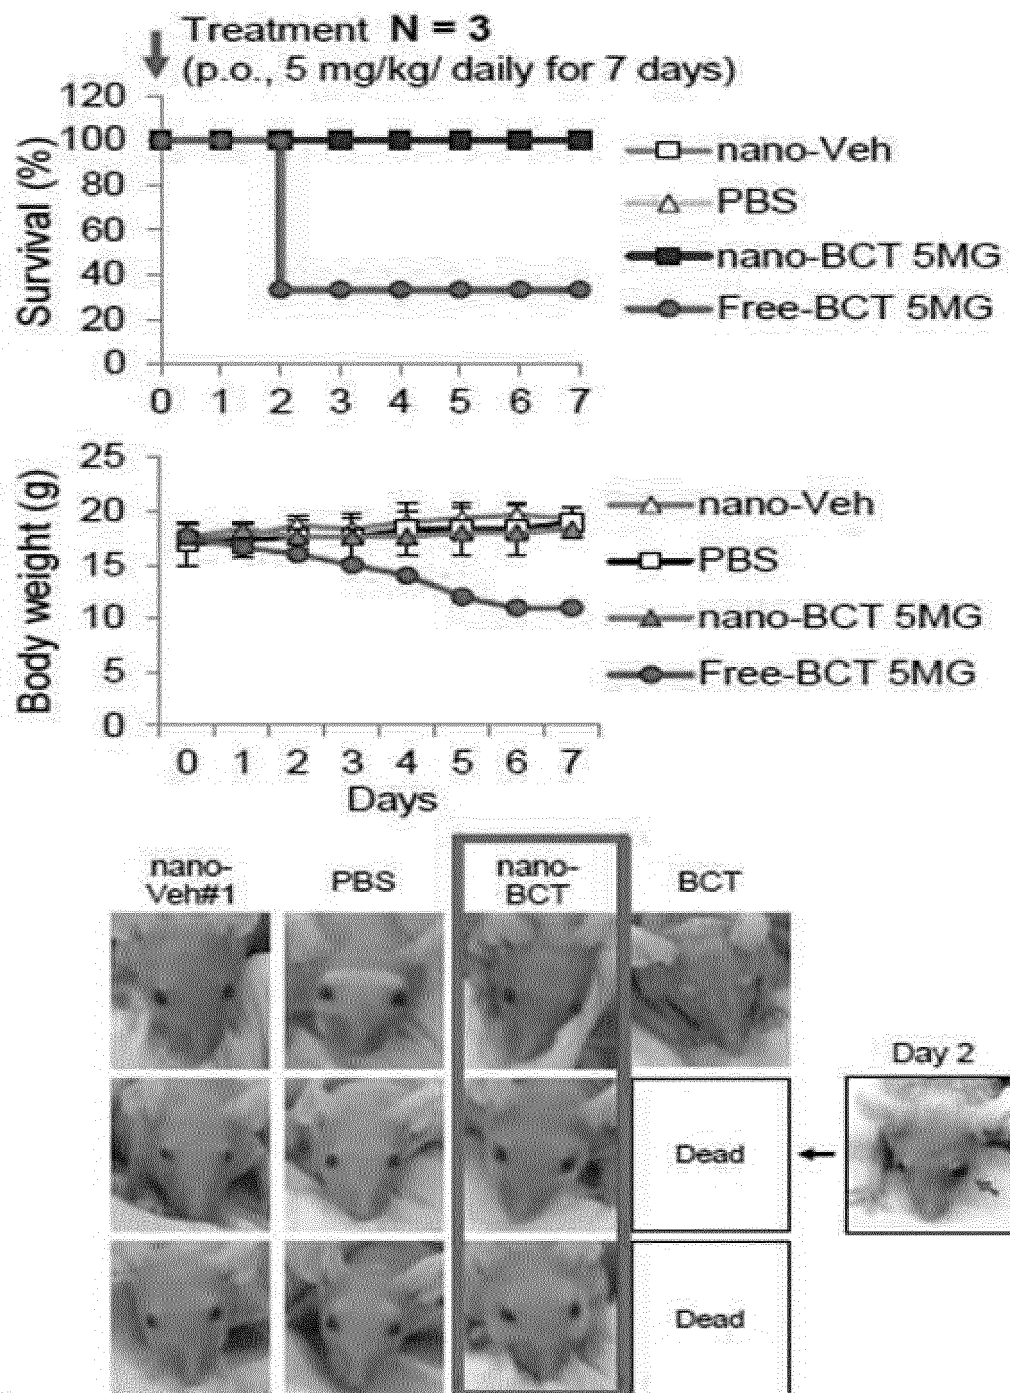 Treatment N = 3
(p.o., 5 mg/kg/ daily for 7 days)
Survival (%)
120
100
80
60
40
20
0
0 1 2 3 4 5 6 7
nano-Veh
PBS
nano-BCT 5MG
Free-BCT 5MG
Body weight (g)
25
20
15
10
5
0
0 1 2 3 4 5 6 7
Days
nano-Veh
PBS
nano-BCT 5MG
Free-BCT 5MG
nano-
Veh#1
PBS
nano-
BCT
BCT
Day 2
Dead
Dead